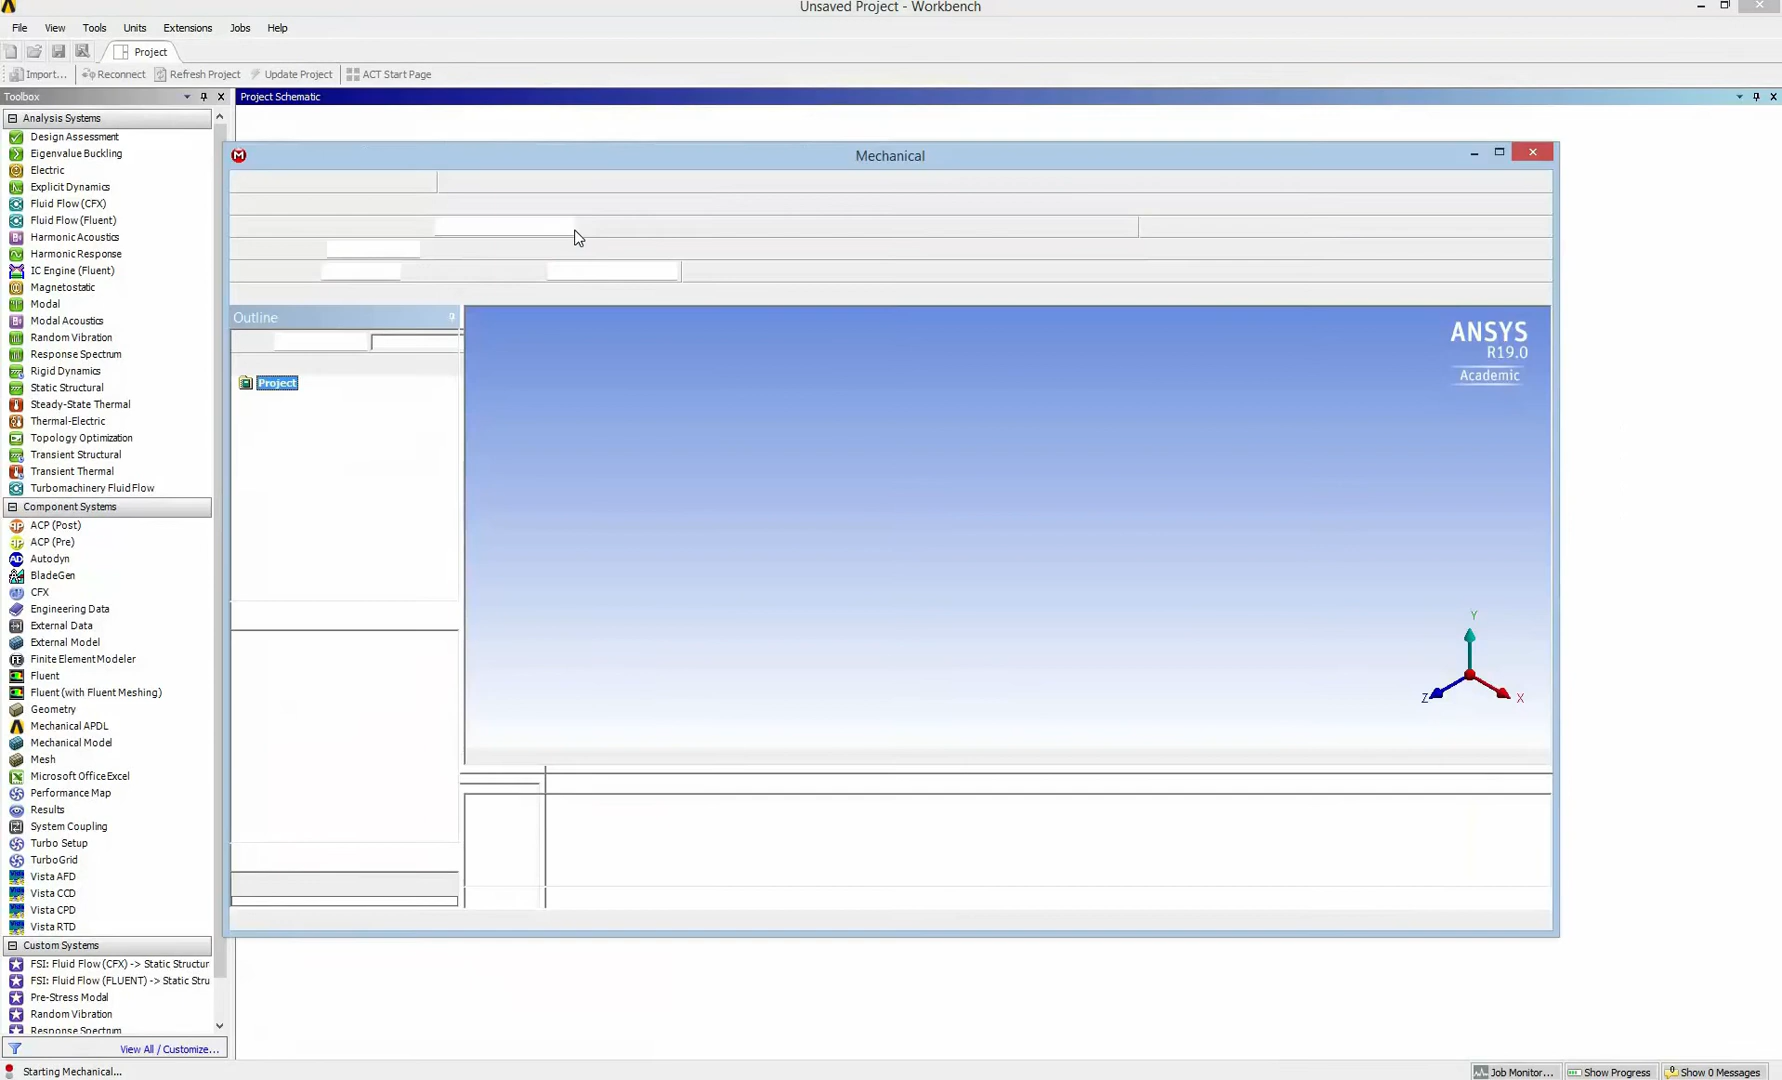 Unsaved Project - Workbench
File View Tools Units Extensions Jobs Help
Project
Import... Reconnect Refresh Project Update Project ACT Start Page
Toolbox
Project Schematic
Analysis Systems
Design Assessment
Eigenvalue Buckling
Electric
Explicit Dynamics
Fluid Flow (CFX)
Fluid Flow (Fluent)
Harmonic Acoustics
Harmonic Response
IC Engine (Fluent)
Magnetostatic
Modal
Modal Acoustics
Random Vibration
Response Spectrum
Rigid Dynamics
Static Structural
Steady-State Thermal
Thermal-Electric
Topology Optimization
Transient Structural
Transient Thermal
Turbomachinery Fluid Flow
Component Systems
ACP (Post)
ACP (Pre)
Autodyn
BladeGen
CFX
Engineering Data
External Data
External Model
Finite Element Modeler
Fluent
Fluent (with Fluent Meshing)
Geometry
Mechanical APDL
Mechanical Model
Mesh
Microsoft Office Excel
Performance Map
Results
System Coupling
Turbo Setup
TurboGrid
Vista AFD
Vista CCD
Vista CPD
Vista RTD
Custom Systems
FSI: Fluid Flow (CFX) -> Static Structur
FSI: Fluid Flow (FLUENT) -> Static Stru
Pre-Stress Modal
Random Vibration
Response Spectrum
View All / Customize...
Mechanical
Outline
Project
ANSYS
R19.0
Academic
Y
Z
X
Starting Mechanical...
Job Monitor... Show Progress Show 0 Messages